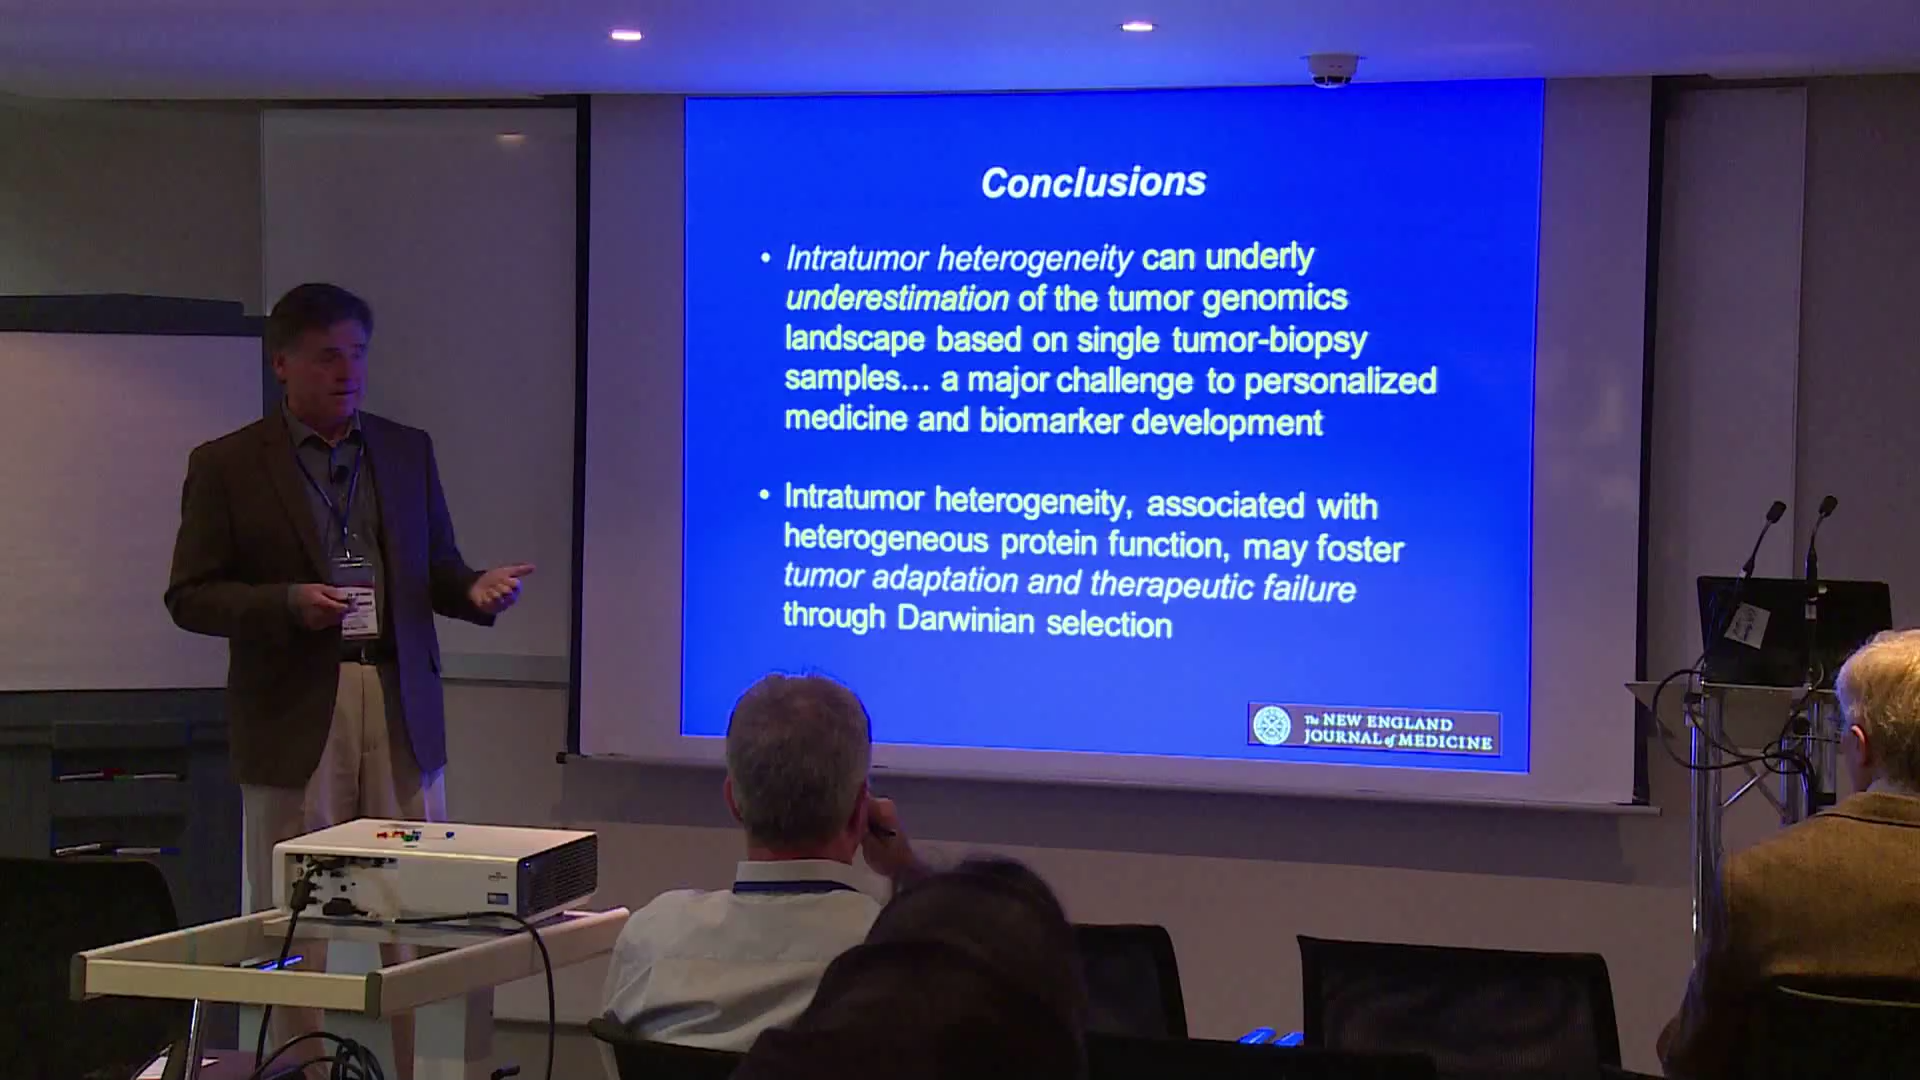 Conclusions
• Intratumor heterogeneity can underly
underestimation of the tumor genomics
landscape based on single tumor-biopsy
samples... a major challenge to personalized
medicine and biomarker development
• Intratumor heterogeneity, associated with
heterogeneous protein function, may foster
tumor adaptation and therapeutic failure
through Darwinian selection
The NEW ENGLAND
JOURNAL of MEDICINE